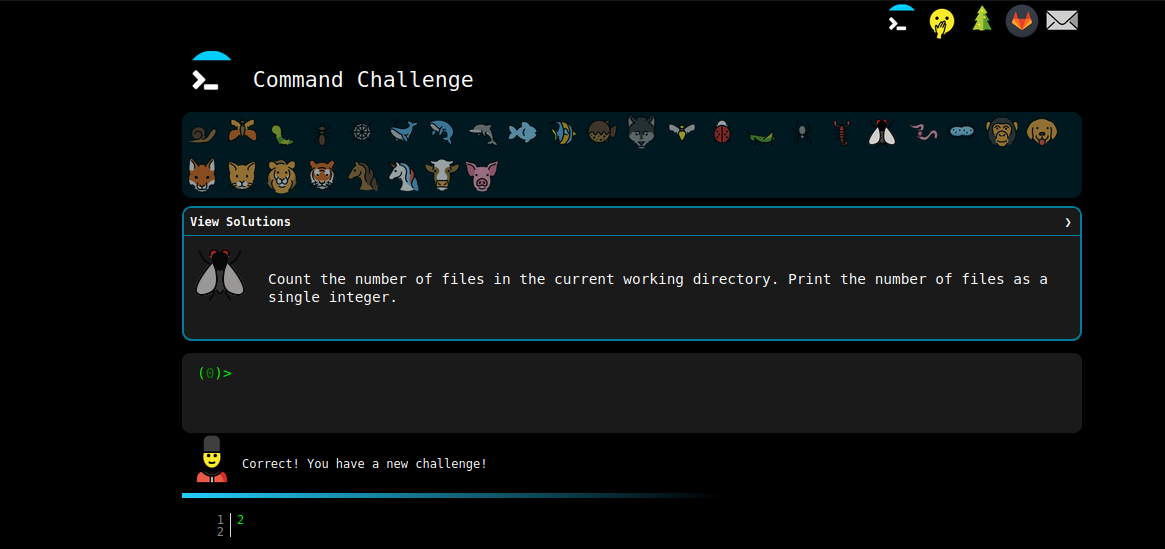 Command Challenge
View Solutions ❯
Count the number of files in the current working directory. Print the number of files as a
single integer.
(0)>
Correct! You have a new challenge!
1 2
2